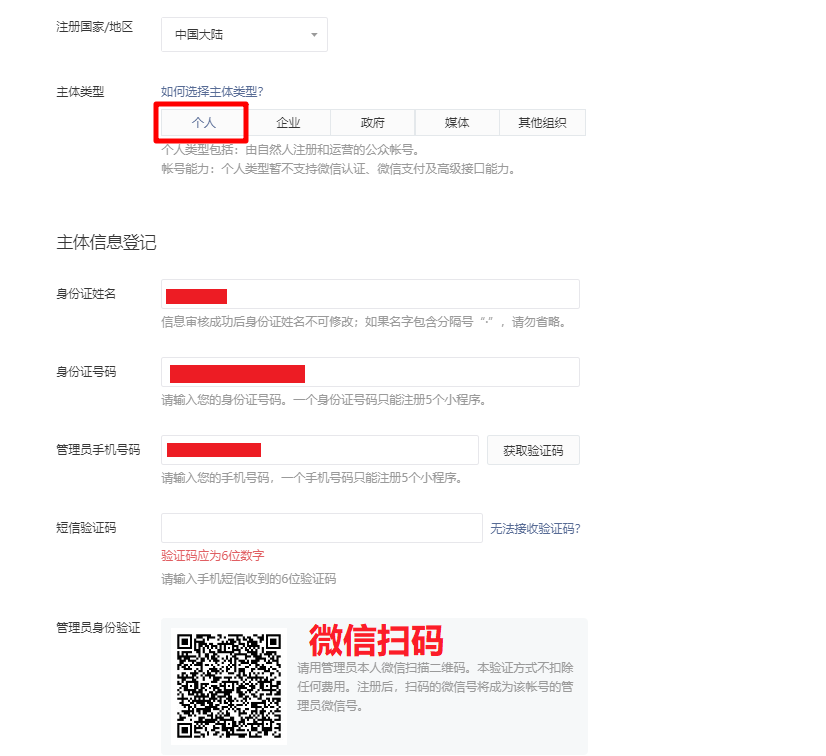 注册国家/地区
中国大陆
主体类型
如何选择主体类型?
个人 企业 政府 媒体 其他组织
个人类型包括：由自然人注册和运营的公众帐号。
帐号能力：个人类型暂不支持微信认证、微信支付及高级接口能力。
主体信息登记
身份证姓名
信息审核成功后身份证姓名不可修改；如果名字包含分隔号“·”，请勿省略。
身份证号码
请输入您的身份证号码。一个身份证号码只能注册5个小程序。
管理员手机号码
获取验证码
请输入您的手机号码，一个手机号码只能注册5个小程序。
短信验证码
无法接收验证码?
验证码应为6位数字
请输入手机短信收到的6位验证码
管理员身份验证
微信扫码
请用管理员本人微信扫描二维码。本验证方式不扣除
任何费用。注册后，扫码的微信号将成为该帐号的管
理员微信号。